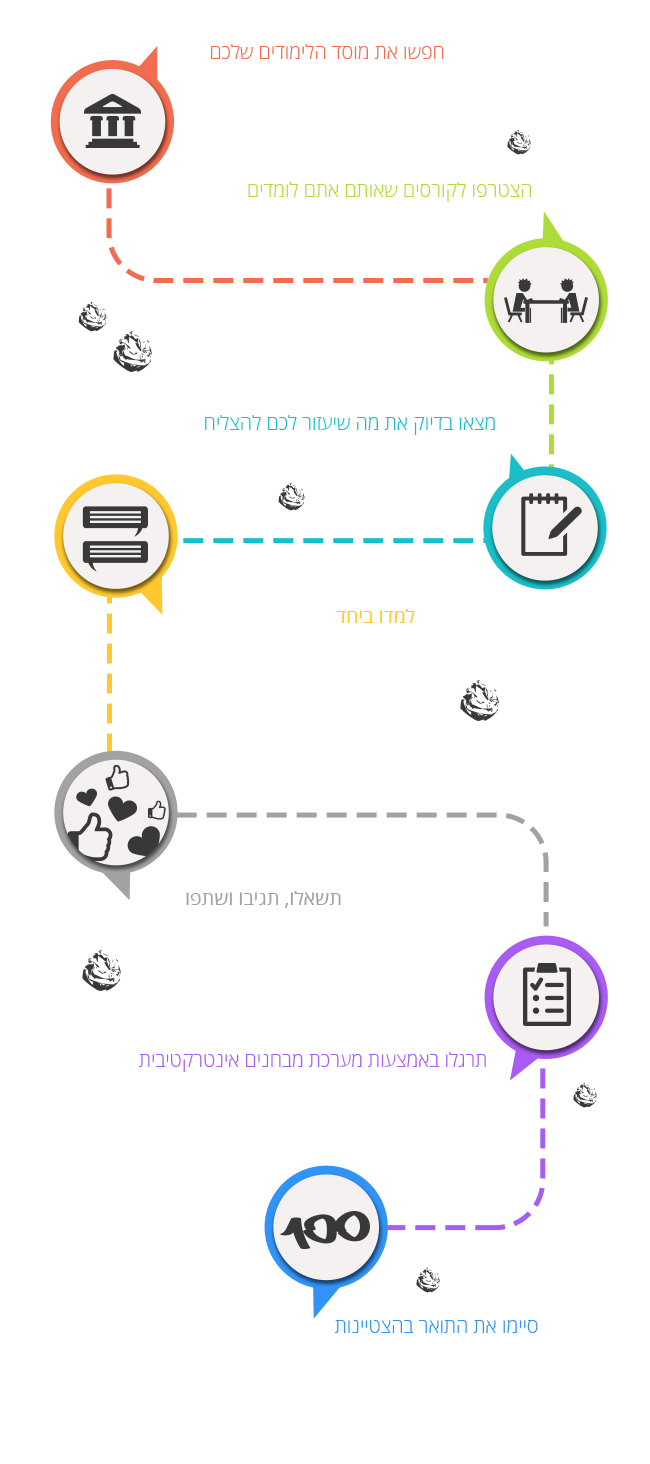 חפשו את מוסד הלימודים שלכם
הצטרפו לקורסים שאותם אתם לומדים
מצאו בדיוק את מה שיעזור לכם להצליח
למדו ביחד
תשאלו, תגיבו ושתפו
תרגלו באמצעות מערכת מבחנים אינטרקטיבית
100
סיימו את התואר בהצטיינות